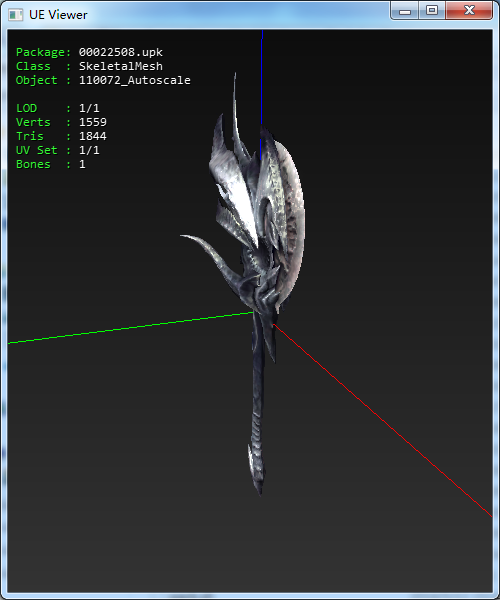 UE Viewer
Package: 00022508.upk
Class  : SkeletalMesh
Object : 110072_Autoscale
LOD    : 1/1
Verts  : 1559
Tris   : 1844
UV Set : 1/1
Bones  : 1